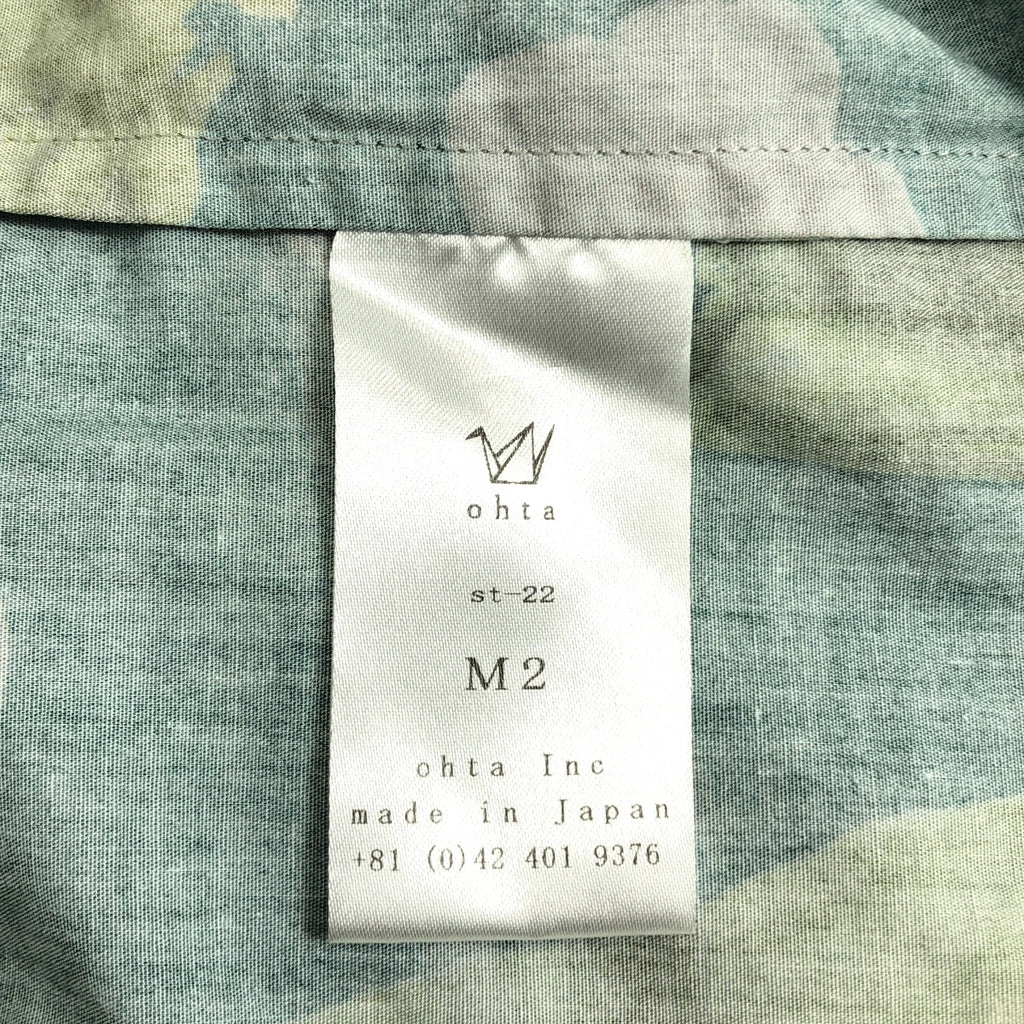 ohta
st-22
M2
ohta Inc
made in Japan
+81 (0)42 401 9376